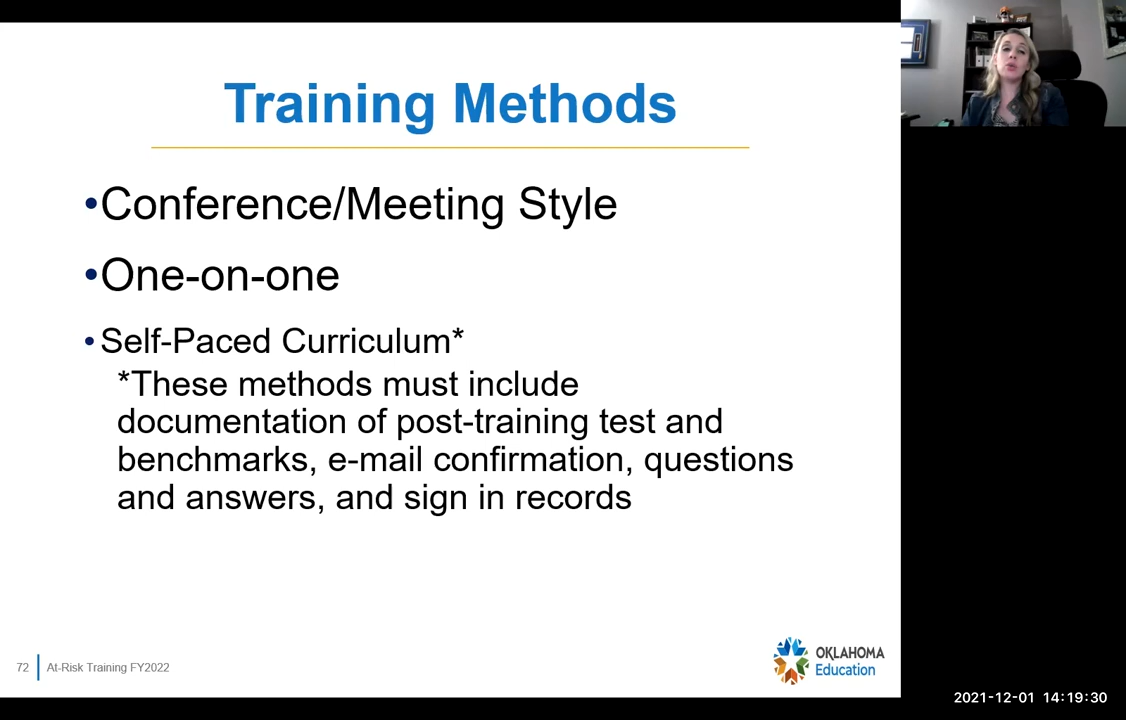 Training Methods
•Conference/Meeting Style
•One-on-one
•Self-Paced Curriculum*
*These methods must include
documentation of post-training test and
benchmarks, e-mail confirmation, questions
and answers, and sign in records
72
At-Risk Training FY2022
OKLAHOMA
Education
2021-12-01 14:19:30